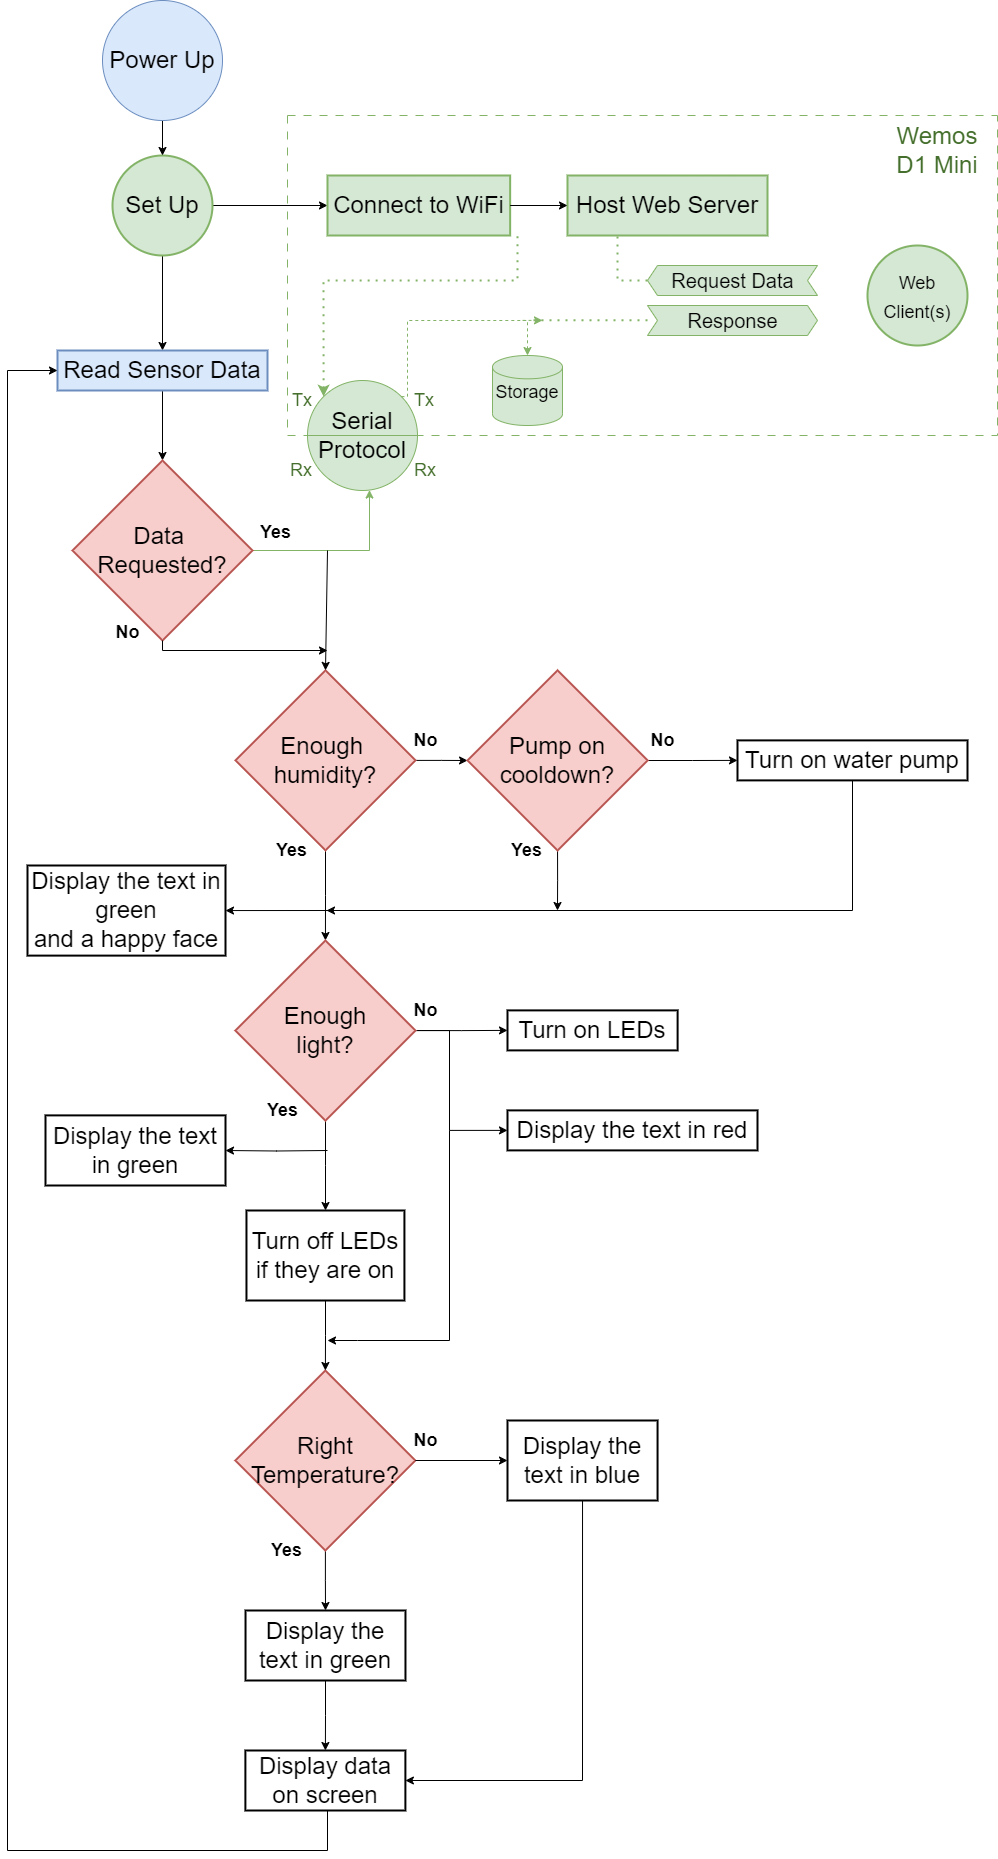 Power Up
Wemos
D1 Mini
Set Up
Connect to WiFi
Host Web Server
Request Data
Web
Client(s)
Response
Read Sensor Data
Storage
Tx
Tx
Serial
Protocol
Rx
Rx
Data
Requested?
Yes
No
Enough
humidity?
No
Pump on
cooldown?
No
Turn on water pump
Yes
Yes
Display the text in
green
and a happy face
Enough
light?
No
Turn on LEDs
Yes
Display the text
in green
Display the text in red
Turn off LEDs
if they are on
Right
Temperature?
No
Display the
text in blue
Yes
Display the
text in green
Display data
on screen